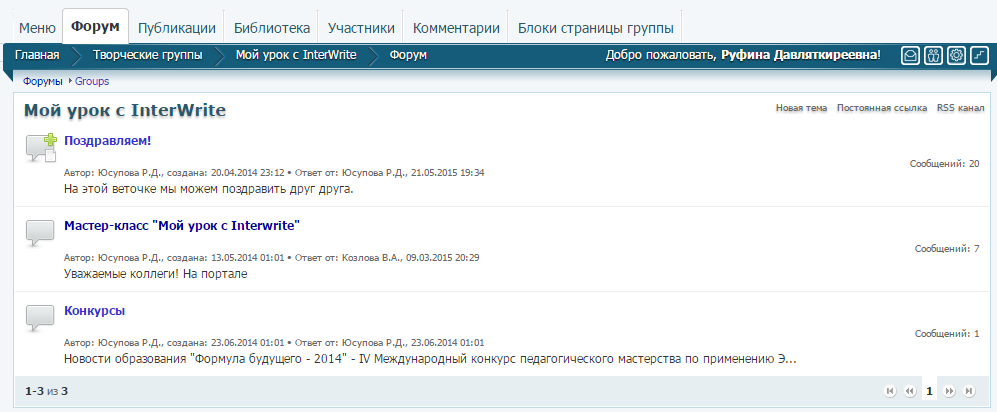 Меню Форум Публикации Библиотека Участники Комментарии Блоки страницы группы
Главная Творческие группы Мой урок с InterWrite Форум Добро пожаловать, Руфина Давляткиреевна!
Форумы Groups
Мой урок с InterWrite Новая тема Постоянная ссылка RSS канал
Поздравляем!
Сообщений: 20
Автор: Юсупова Р.Д., создана: 20.04.2014 23:12 • Ответ от: Юсупова Р.Д., 21.05.2015 19:34
На этой веточке мы можем поздравить друг друга.
Мастер-класс "Мой урок с Interwrite"
Сообщений: 7
Автор: Юсупова Р.Д., создана: 13.05.2014 01:01 • Ответ от: Козлова В.А., 09.03.2015 20:29
Уважаемые коллеги! На портале
Конкурсы
Сообщений: 1
Автор: Юсупова Р.Д., создана: 23.06.2014 01:01 • Ответ от: Юсупова Р.Д., 23.06.2014 01:01
Новости образования "Формула будущего - 2014" - IV Международный конкурс педагогического мастерства по применению Э...
1-3 из 3 1